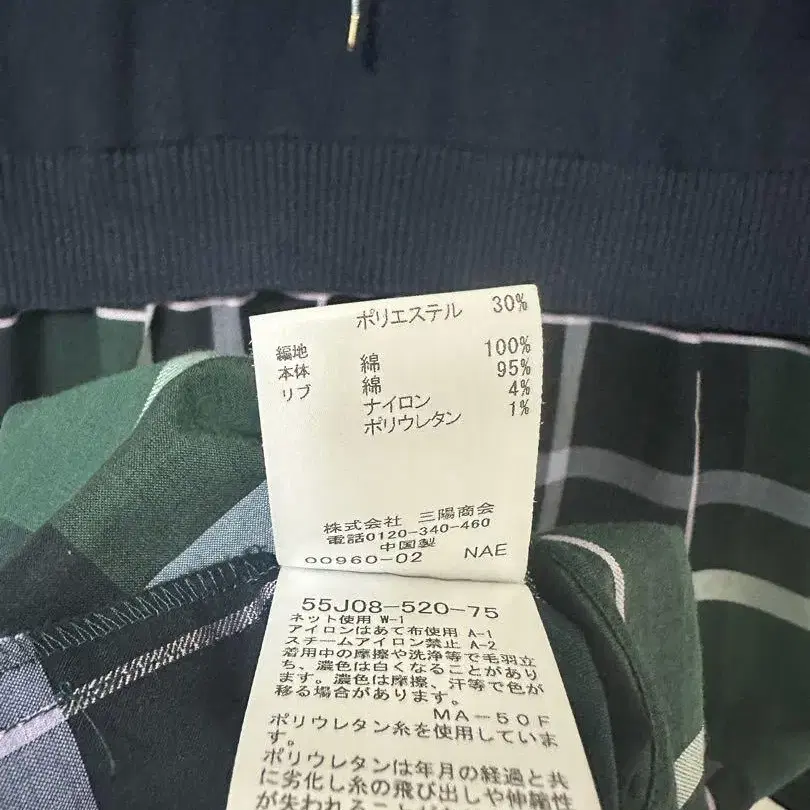 ポリエステル 30%
編地
本体 綿 100%
リブ 綿 95%
ナイロン 4%
ポリウレタン 1%
株式会社 三陽商会
電話0120-340-460
中国製
00960-02 NAE
55J08-520-75
ネット使用 W-1
アイロンはあて布使用 A-1
スチームアイロン禁止 A-2
着用中の摩擦や洗浄等で毛羽立
ち、濃色は白くなることがあり
ます。濃色は摩擦、汗等で色が
移る場合があります。
MA-50F
ポリウレタン糸を使用していま
す。
ポリウレタンは年月の経過と共
に劣化し糸の飛び出しや伸縮性
が失われることが